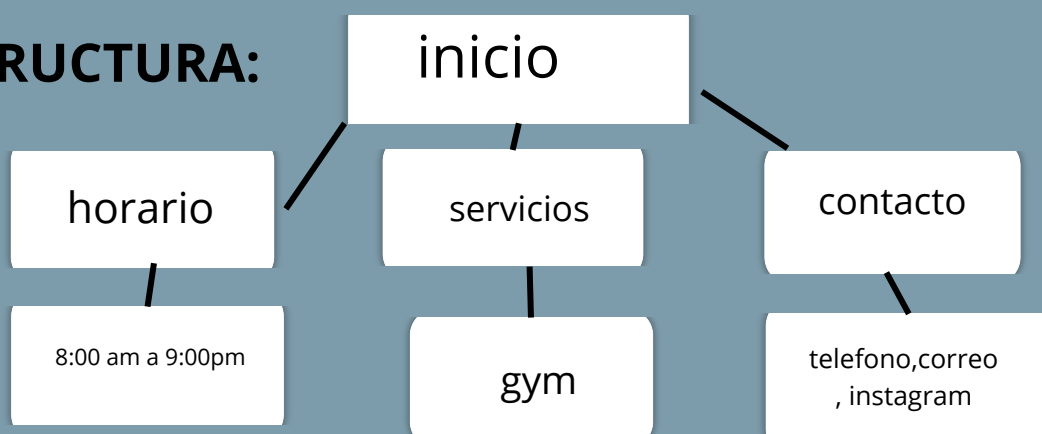 RUCTURA:
inicio
horario
servicios
contacto
8:00 am a 9:00pm
gym
telefono,correo
, instagram